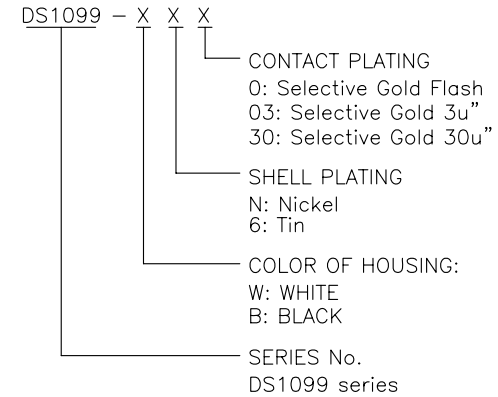 DS1099 - X X X
CONTACT PLATING
0: Selective Gold Flash
03: Selective Gold 3u”
30: Selective Gold 30u”
SHELL PLATING
N: Nickel
6: Tin
COLOR OF HOUSING:
W: WHITE
B: BLACK
SERIES No.
DS1099 series